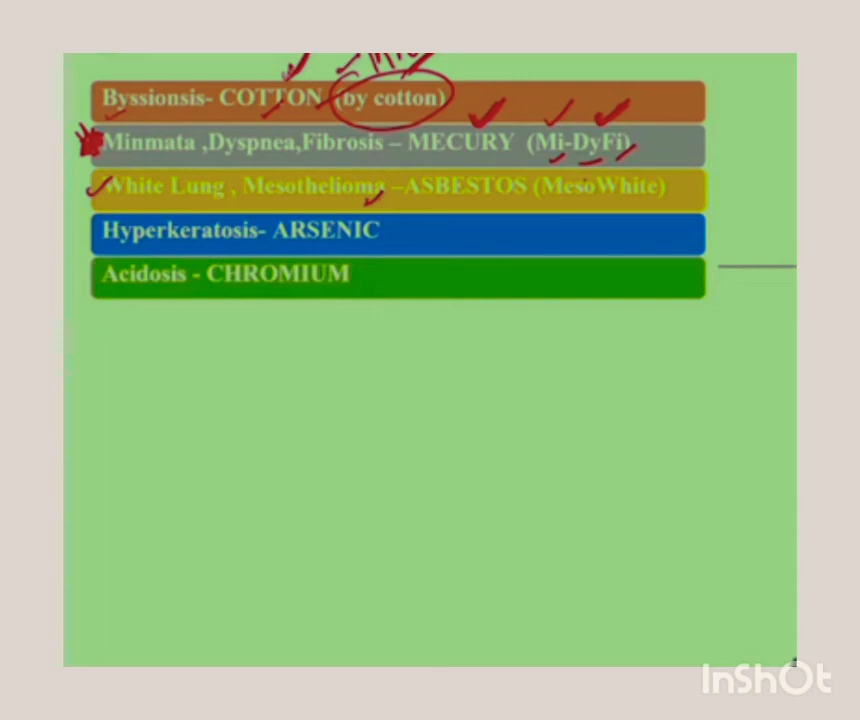 Byssionsis- COTTON (by cotton)
Minmata ,Dyspnea,Fibrosis – MECURY (Mi-DyFi)
White Lung , Mesothelioma –ASBESTOS (MesoWhite)
Hyperkeratosis- ARSENIC
Acidosis - CHROMIUM
InShOt